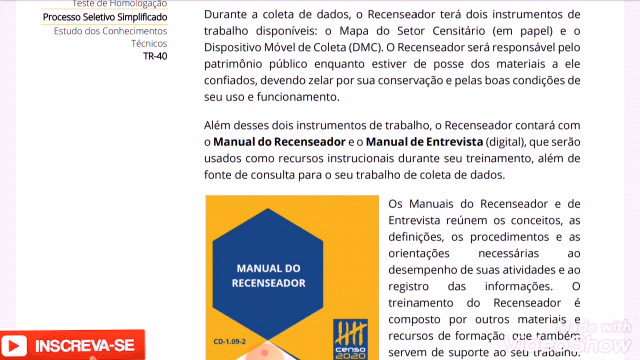 Teste de Homologação
Processo Seletivo Simplificado
Estudo dos Conhecimentos
Técnicos
TR-40
Durante a coleta de dados, o Recenseador terá dois instrumentos de
trabalho disponíveis: o Mapa do Setor Censitário (em papel) e o
Dispositivo Móvel de Coleta (DMC). O Recenseador será responsável pelo
patrimônio público enquanto estiver de posse dos materiais a ele
confiados, devendo zelar por sua conservação e pelas boas condições de
seu uso e funcionamento.
Além desses dois instrumentos de trabalho, o Recenseador contará com
o Manual do Recenseador e o Manual de Entrevista (digital), que serão
usados como recursos instrucionais durante seu treinamento, além de
fonte de consulta para o seu trabalho de coleta de dados.
MANUAL DO
RECENSEADOR
CD-1.09-2
censo
2020
Os Manuais do Recenseador e de
Entrevista reúnem os conceitos, as
definições, os procedimentos e as
orientações necessárias ao
desempenho de suas atividades e ao
registro das informações. O
treinamento do Recenseador é
composto por outros materiais e
recursos de formação que também
servem de suporte ao seu trabalho
Made with
VideoShow
INSCREVA-SE